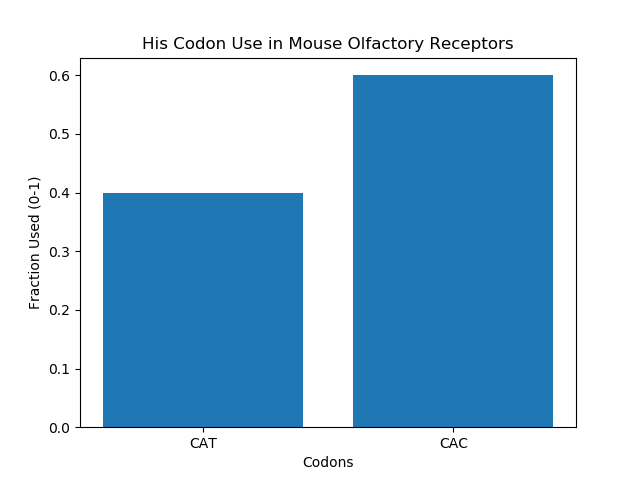 His Codon Use in Mouse Olfactory Receptors
0.6
0.5
0.4
0.3
0.2
0.1
0.0
Fraction Used (0-1)
CAT CAC
Codons